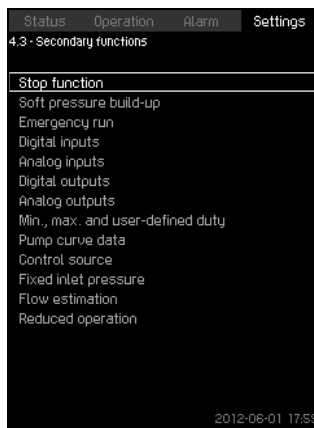 Status Operation Alarm Settings
4.3 - Secondary functions
Stop function
Soft pressure build-up
Emergency run
Digital inputs
Analog inputs
Digital outputs
Analog outputs
Min., max. and user-defined duty
Pump curve data
Control source
Fixed inlet pressure
Flow estimation
Reduced operation
2012-06-01 17:59